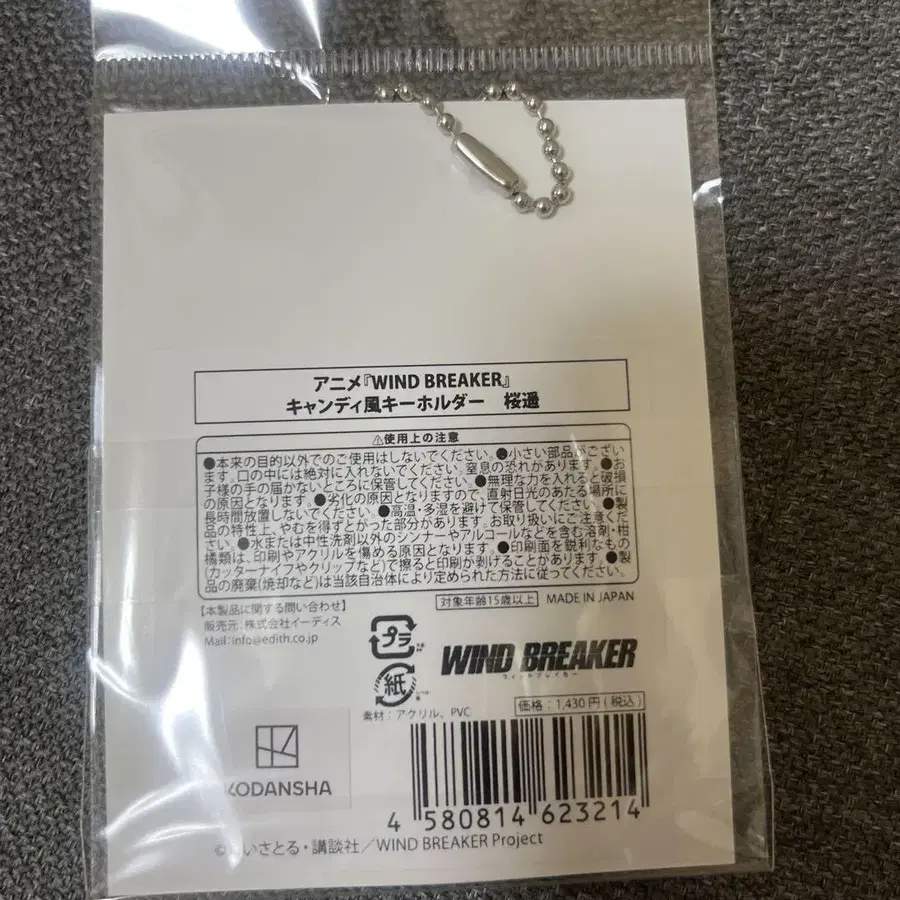 アニメ『WIND BREAKER』
キャンディ風キーホルダー　桜遥
⚠使用上の注意
●本来の目的以外でのご使用はしないでください。●小さい部品がござい
ます。口の中には絶対に入れないでください。窒息の恐れがあります。●お
子様の手の届かないところに保管してください。●無理な力を入れると破損
の原因となります。●劣化の原因となりますので、直射日光のあたる場所に
長時間放置しないでください。●高温・多湿を避けて保管してください。●製
品の特性上、やむを得ずとがった部分があります。お取り扱いにご注意くだ
さい。●水または中性洗剤以外のシンナーやアルコールなどを含む溶剤・柑
橘類は、印刷やアクリルを傷める原因となります。●印刷面を鋭利なもの
(カッターナイフやクリップなど)で擦ると印刷が剥けることがあります。●製
品の廃棄(焼却など)は当該自治体により定められた方法に従ってください。
【本製品に関する問い合わせ】
販売元：株式会社イーディス
Mail：info@edith.co.jp
対象年齢15歳以上
MADE IN JAPAN
プラ
紙
WIND BREAKER
ウィンドブレイカー
素材：アクリル、PVC
価格：1,430円(税込)
KODANSHA
4 580814 623214
©にいさとる・講談社／WIND BREAKER Project